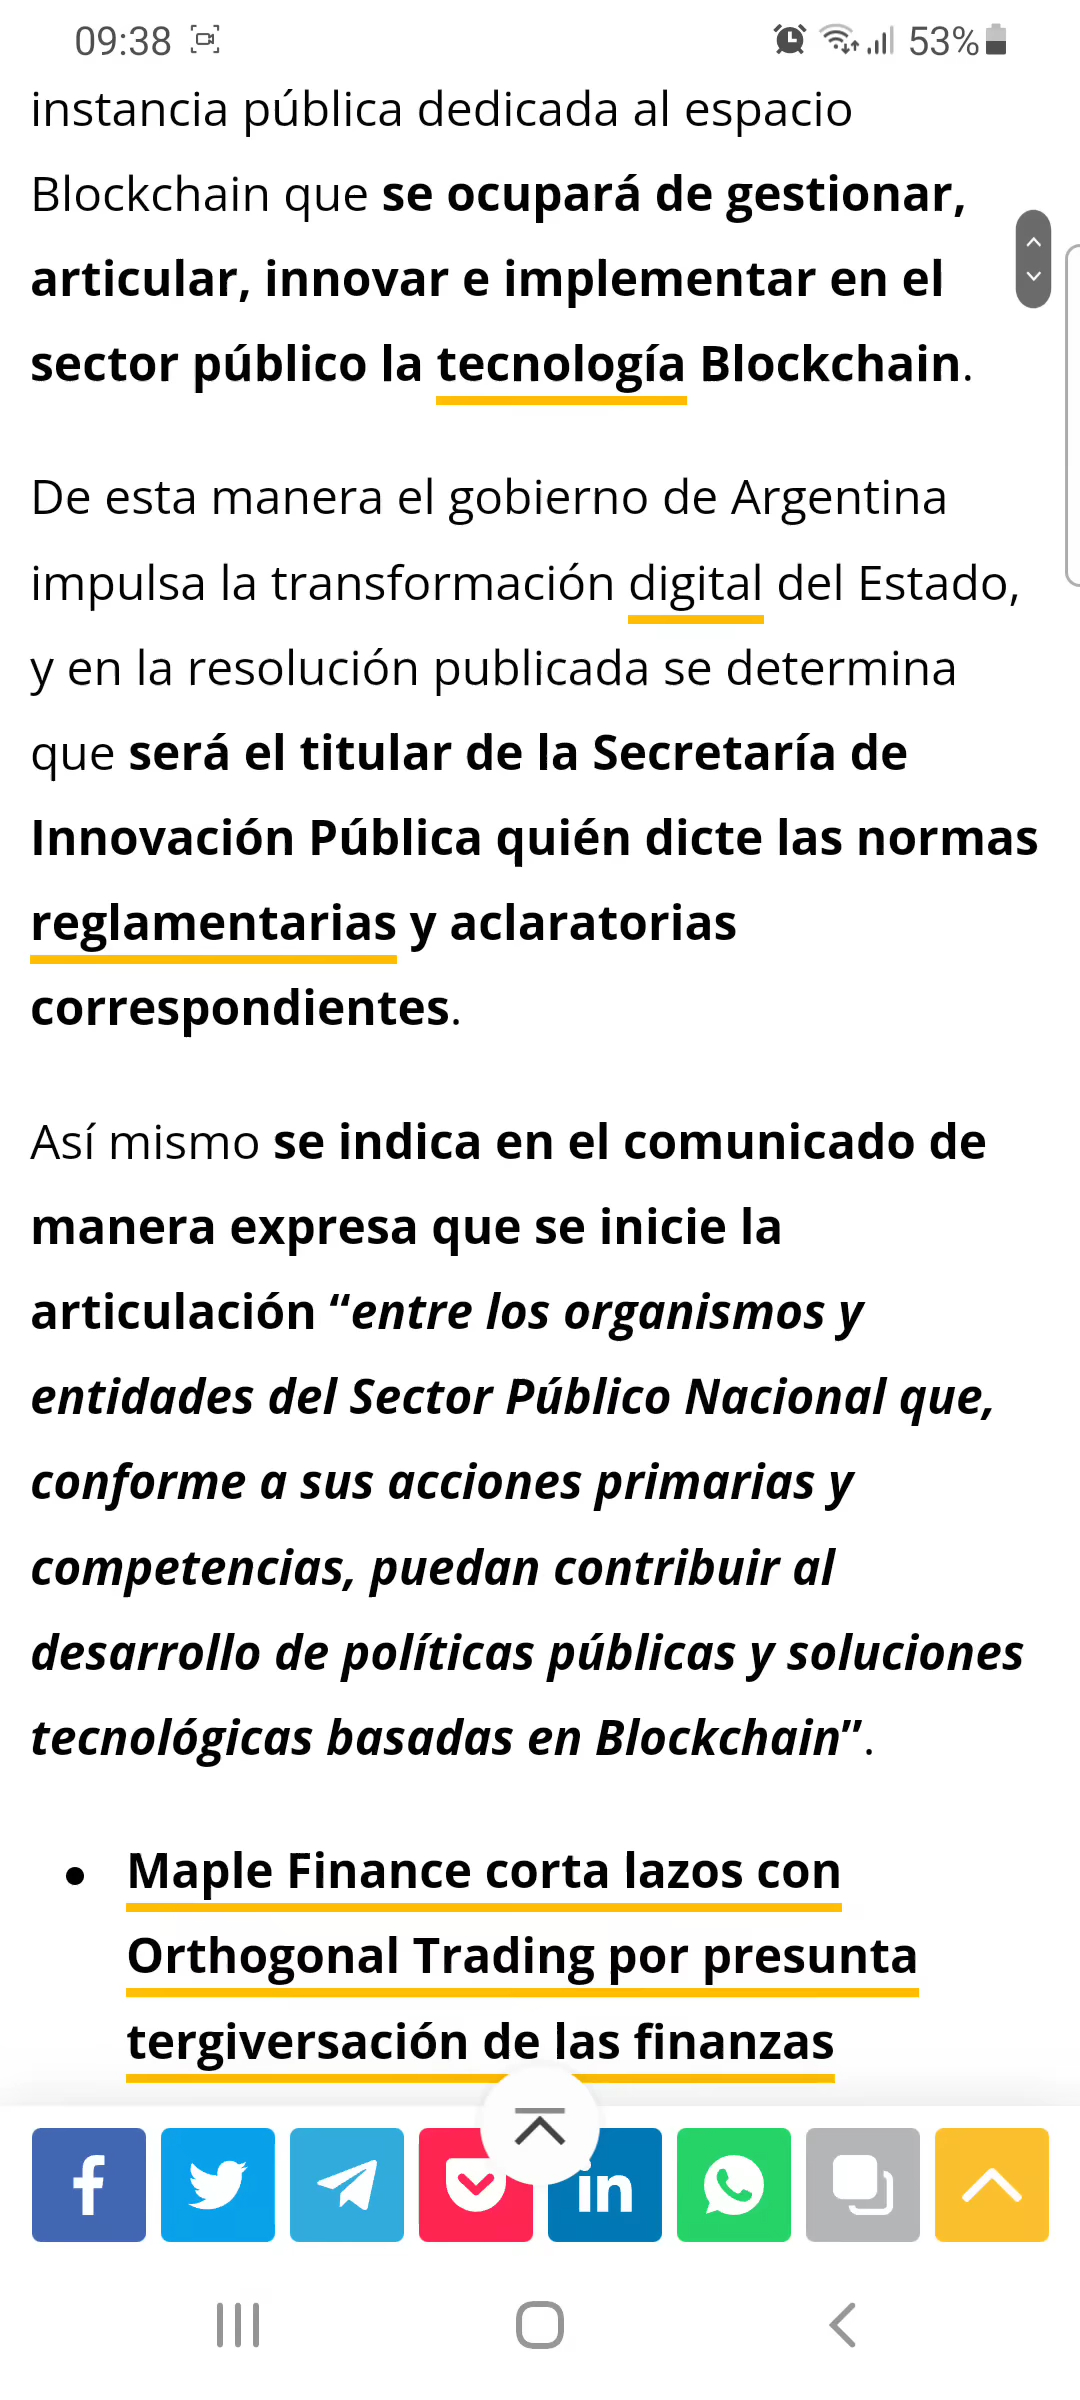 09:38
53%
instancia pública dedicada al espacio
Blockchain que se ocupará de gestionar,
articular, innovar e implementar en el
sector público la tecnología Blockchain.
De esta manera el gobierno de Argentina
impulsa la transformación digital del Estado,
y en la resolución publicada se determina
que será el titular de la Secretaría de
Innovación Pública quién dicte las normas
reglamentarias y aclaratorias
correspondientes.
Así mismo se indica en el comunicado de
manera expresa que se inicie la
articulación “entre los organismos y
entidades del Sector Público Nacional que,
conforme a sus acciones primarias y
competencias, puedan contribuir al
desarrollo de políticas públicas y soluciones
tecnológicas basadas en Blockchain”.
• Maple Finance corta lazos con
Orthogonal Trading por presunta
tergiversación de las finanzas
f
in